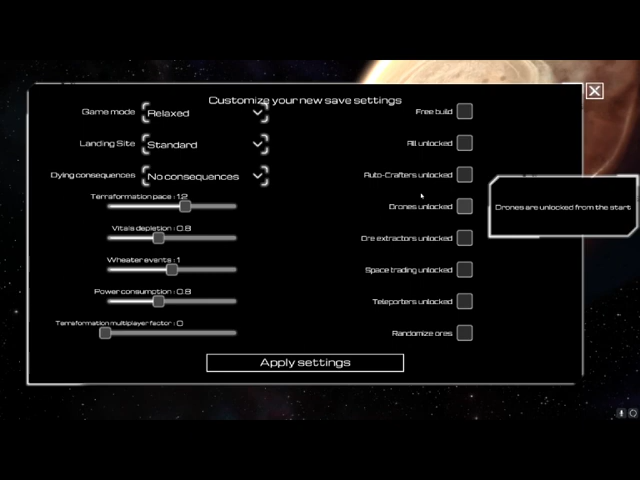 Customize your new save settings
Game mode
Relaxed
Landing Site
Standard
Dying consequences
No consequences
Terraformation pace : 1.2
Vitals depletion : 0.8
Wheater events : 1
Power consumption : 0.8
Terraformation multiplayer factor : 0
Free build
All unlocked
Auto-Crafters unlocked
Drones unlocked
Ore extractors unlocked
Space trading unlocked
Teleporters unlocked
Randomize ores
Drones are unlocked from the start
Apply settings